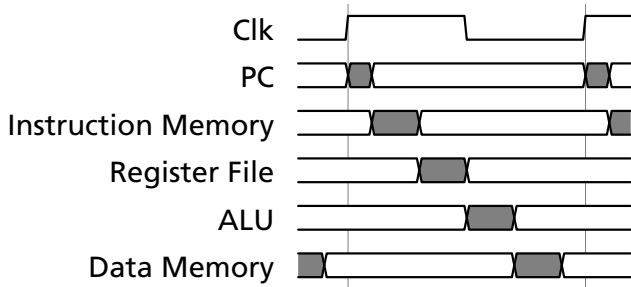 Clk
PC
Instruction Memory
Register File
ALU
Data Memory